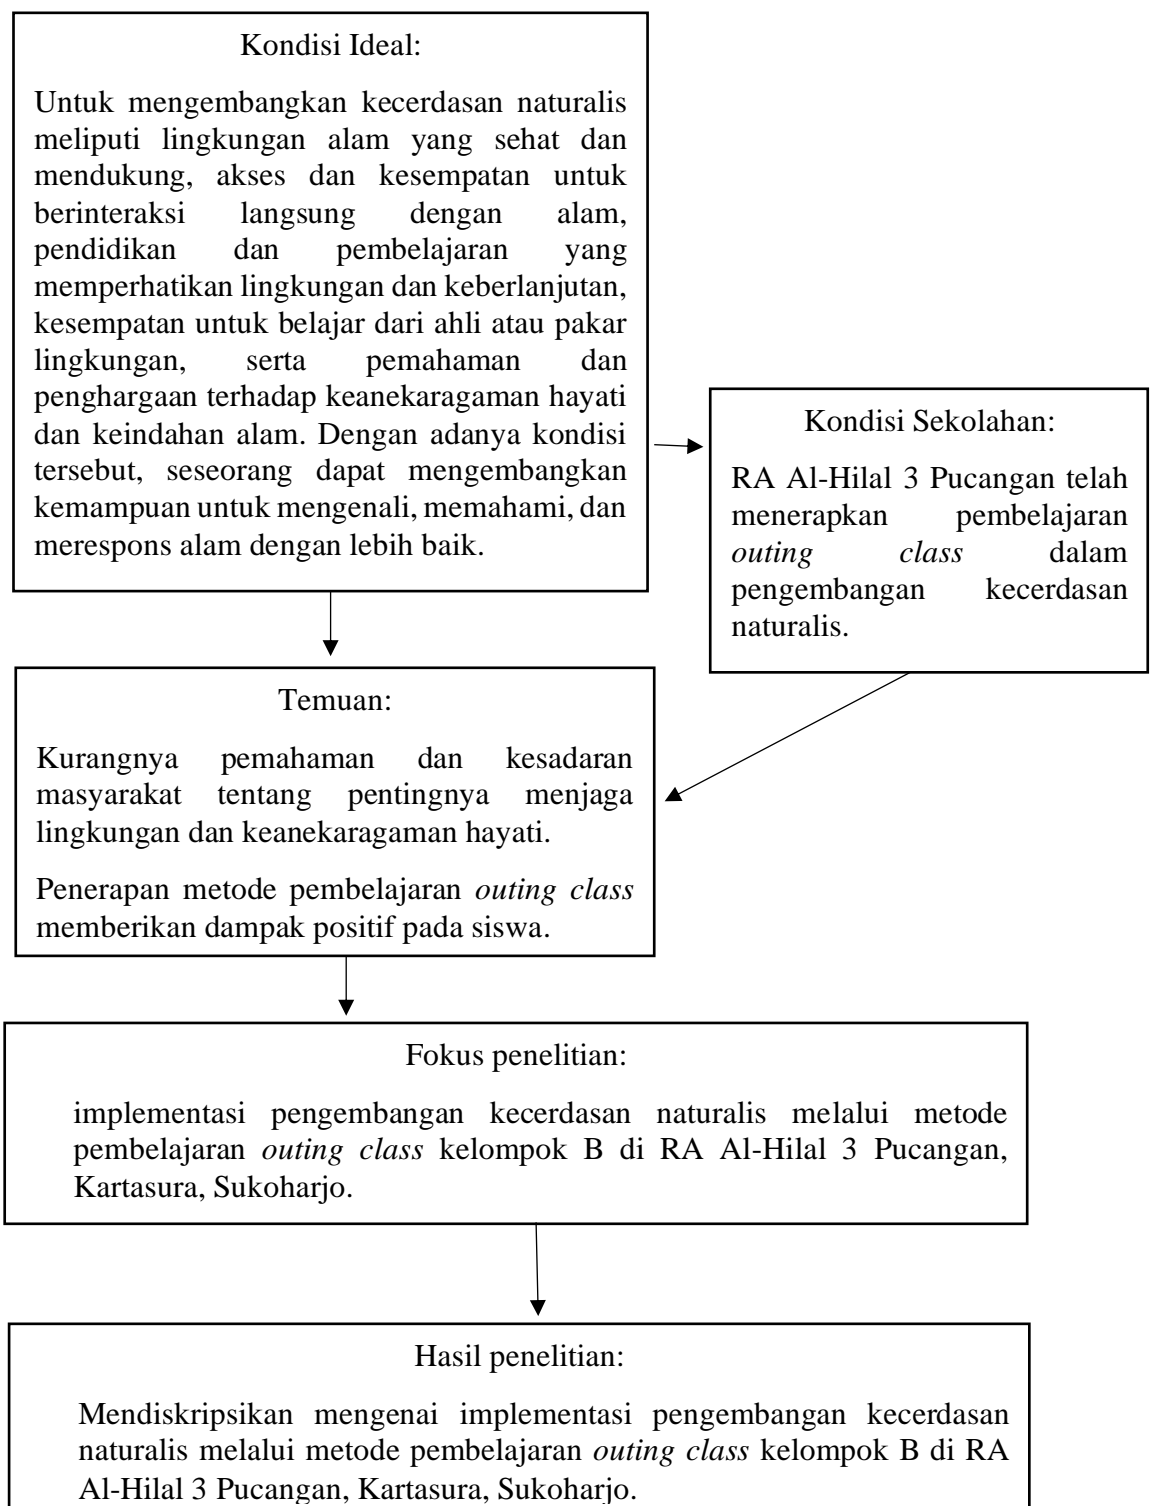 Kondisi Ideal:
Untuk mengembangkan kecerdasan naturalis
meliputi lingkungan alam yang sehat dan
mendukung, akses dan kesempatan untuk
berinteraksi langsung dengan alam,
pendidikan dan pembelajaran yang
memperhatikan lingkungan dan keberlanjutan,
kesempatan untuk belajar dari ahli atau pakar
lingkungan, serta pemahaman dan
penghargaan terhadap keanekaragaman hayati
dan keindahan alam. Dengan adanya kondisi
tersebut, seseorang dapat mengembangkan
kemampuan untuk mengenali, memahami, dan
merespons alam dengan lebih baik.
Kondisi Sekolahan:
RA Al-Hilal 3 Pucangan telah
menerapkan pembelajaran
outing class dalam
pengembangan kecerdasan
naturalis.
Temuan:
Kurangnya pemahaman dan kesadaran
masyarakat tentang pentingnya menjaga
lingkungan dan keanekaragaman hayati.
Penerapan metode pembelajaran outing class
memberikan dampak positif pada siswa.
Fokus penelitian:
implementasi pengembangan kecerdasan naturalis melalui metode
pembelajaran outing class kelompok B di RA Al-Hilal 3 Pucangan,
Kartasura, Sukoharjo.
Hasil penelitian:
Mendiskripsikan mengenai implementasi pengembangan kecerdasan
naturalis melalui metode pembelajaran outing class kelompok B di RA
Al-Hilal 3 Pucangan, Kartasura, Sukoharjo.